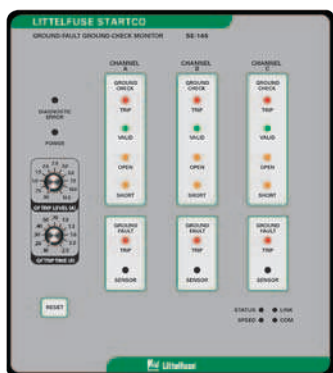 LITTELFUSE STARTCO
GROUND-FAULT GROUND-CHECK MONITOR SE-146
CHANNEL A
CHANNEL B
CHANNEL C
GROUND CHECK
GROUND CHECK
GROUND CHECK
TRIP
TRIP
TRIP
DIAGNOSTIC ERROR
VALID
VALID
VALID
POWER
OPEN
OPEN
OPEN
SHORT
SHORT
SHORT
GF TRIP LEVEL (A)
GROUND FAULT
GROUND FAULT
GROUND FAULT
TRIP
TRIP
TRIP
GF TRIP TIME (S)
SENSOR
SENSOR
SENSOR
RESET
STATUS LINK
SPEED COM
Littelfuse